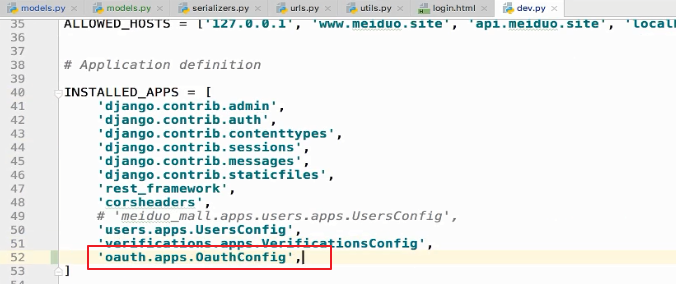 models.py models.py serializers.py urls.py utils.py login.html dev.py
35 ALLOWED_HOSTS = ['127.0.0.1', 'www.meiduo.site', 'api.meiduo.site', 'local
36
37
38 # Application definition
39
40 INSTALLED_APPS = [
41 'django.contrib.admin',
42 'django.contrib.auth',
43 'django.contrib.contenttypes',
44 'django.contrib.sessions',
45 'django.contrib.messages',
46 'django.contrib.staticfiles',
47 'rest_framework',
48 'corsheaders',
49 # 'meiduo_mall.apps.users.apps.UsersConfig',
50 'users.apps.UsersConfig',
51 'verifications.apps.VerificationsConfig',
52 'oauth.apps.OauthConfig',
53 ]